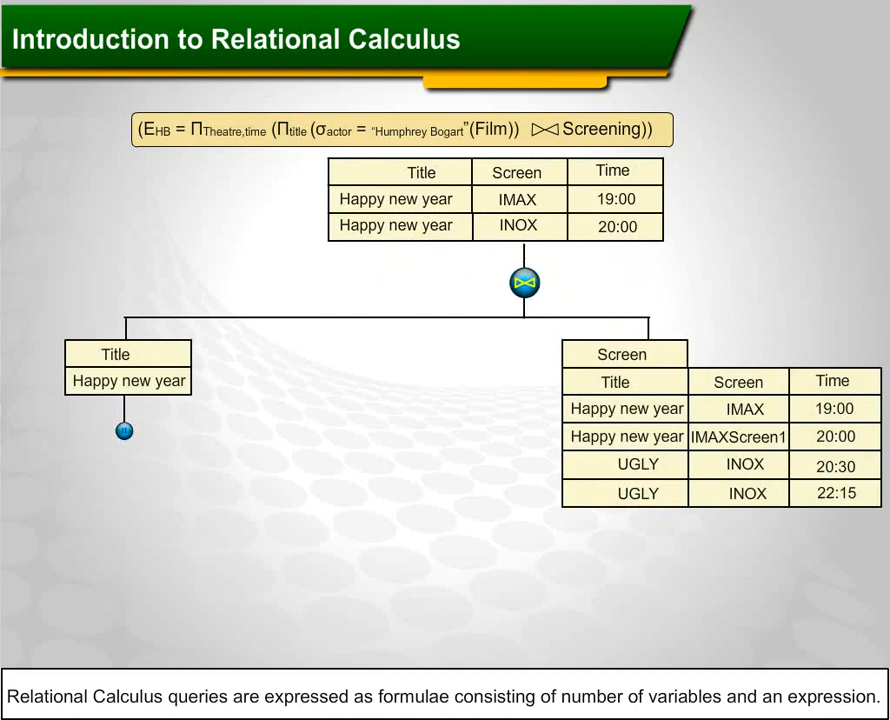 Introduction to Relational Calculus
(EHB = ΠTheatre,time (Πtitle (σactor = “Humphrey Bogart”(Film)) ⋈ Screening))
Title Screen Time
Happy new year IMAX 19:00
Happy new year INOX 20:00
⋈
Title
Happy new year
Screen
Title Screen Time
Happy new year IMAX 19:00
Happy new year IMAXScreen1 20:00
UGLY INOX 20:30
UGLY INOX 22:15
Relational Calculus queries are expressed as formulae consisting of number of variables and an expression.